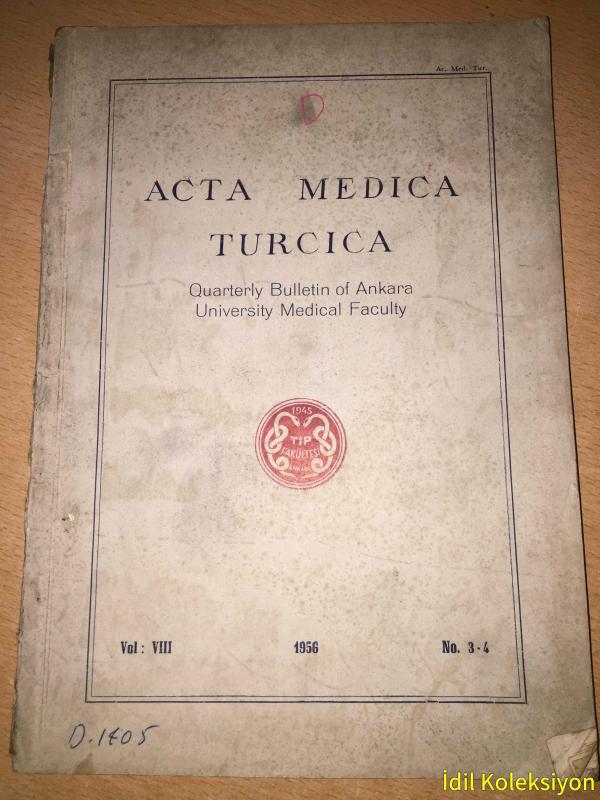 Ac. Med. Tur.
D
ACTA MEDICA
TURCICA
Quarterly Bulletin of Ankara
University Medical Faculty
1945
TIP
FAKÜLTESİ
ANKARA
Vol: VIII 1956 No. 3-4
D.1405
İdil Koleksiyon